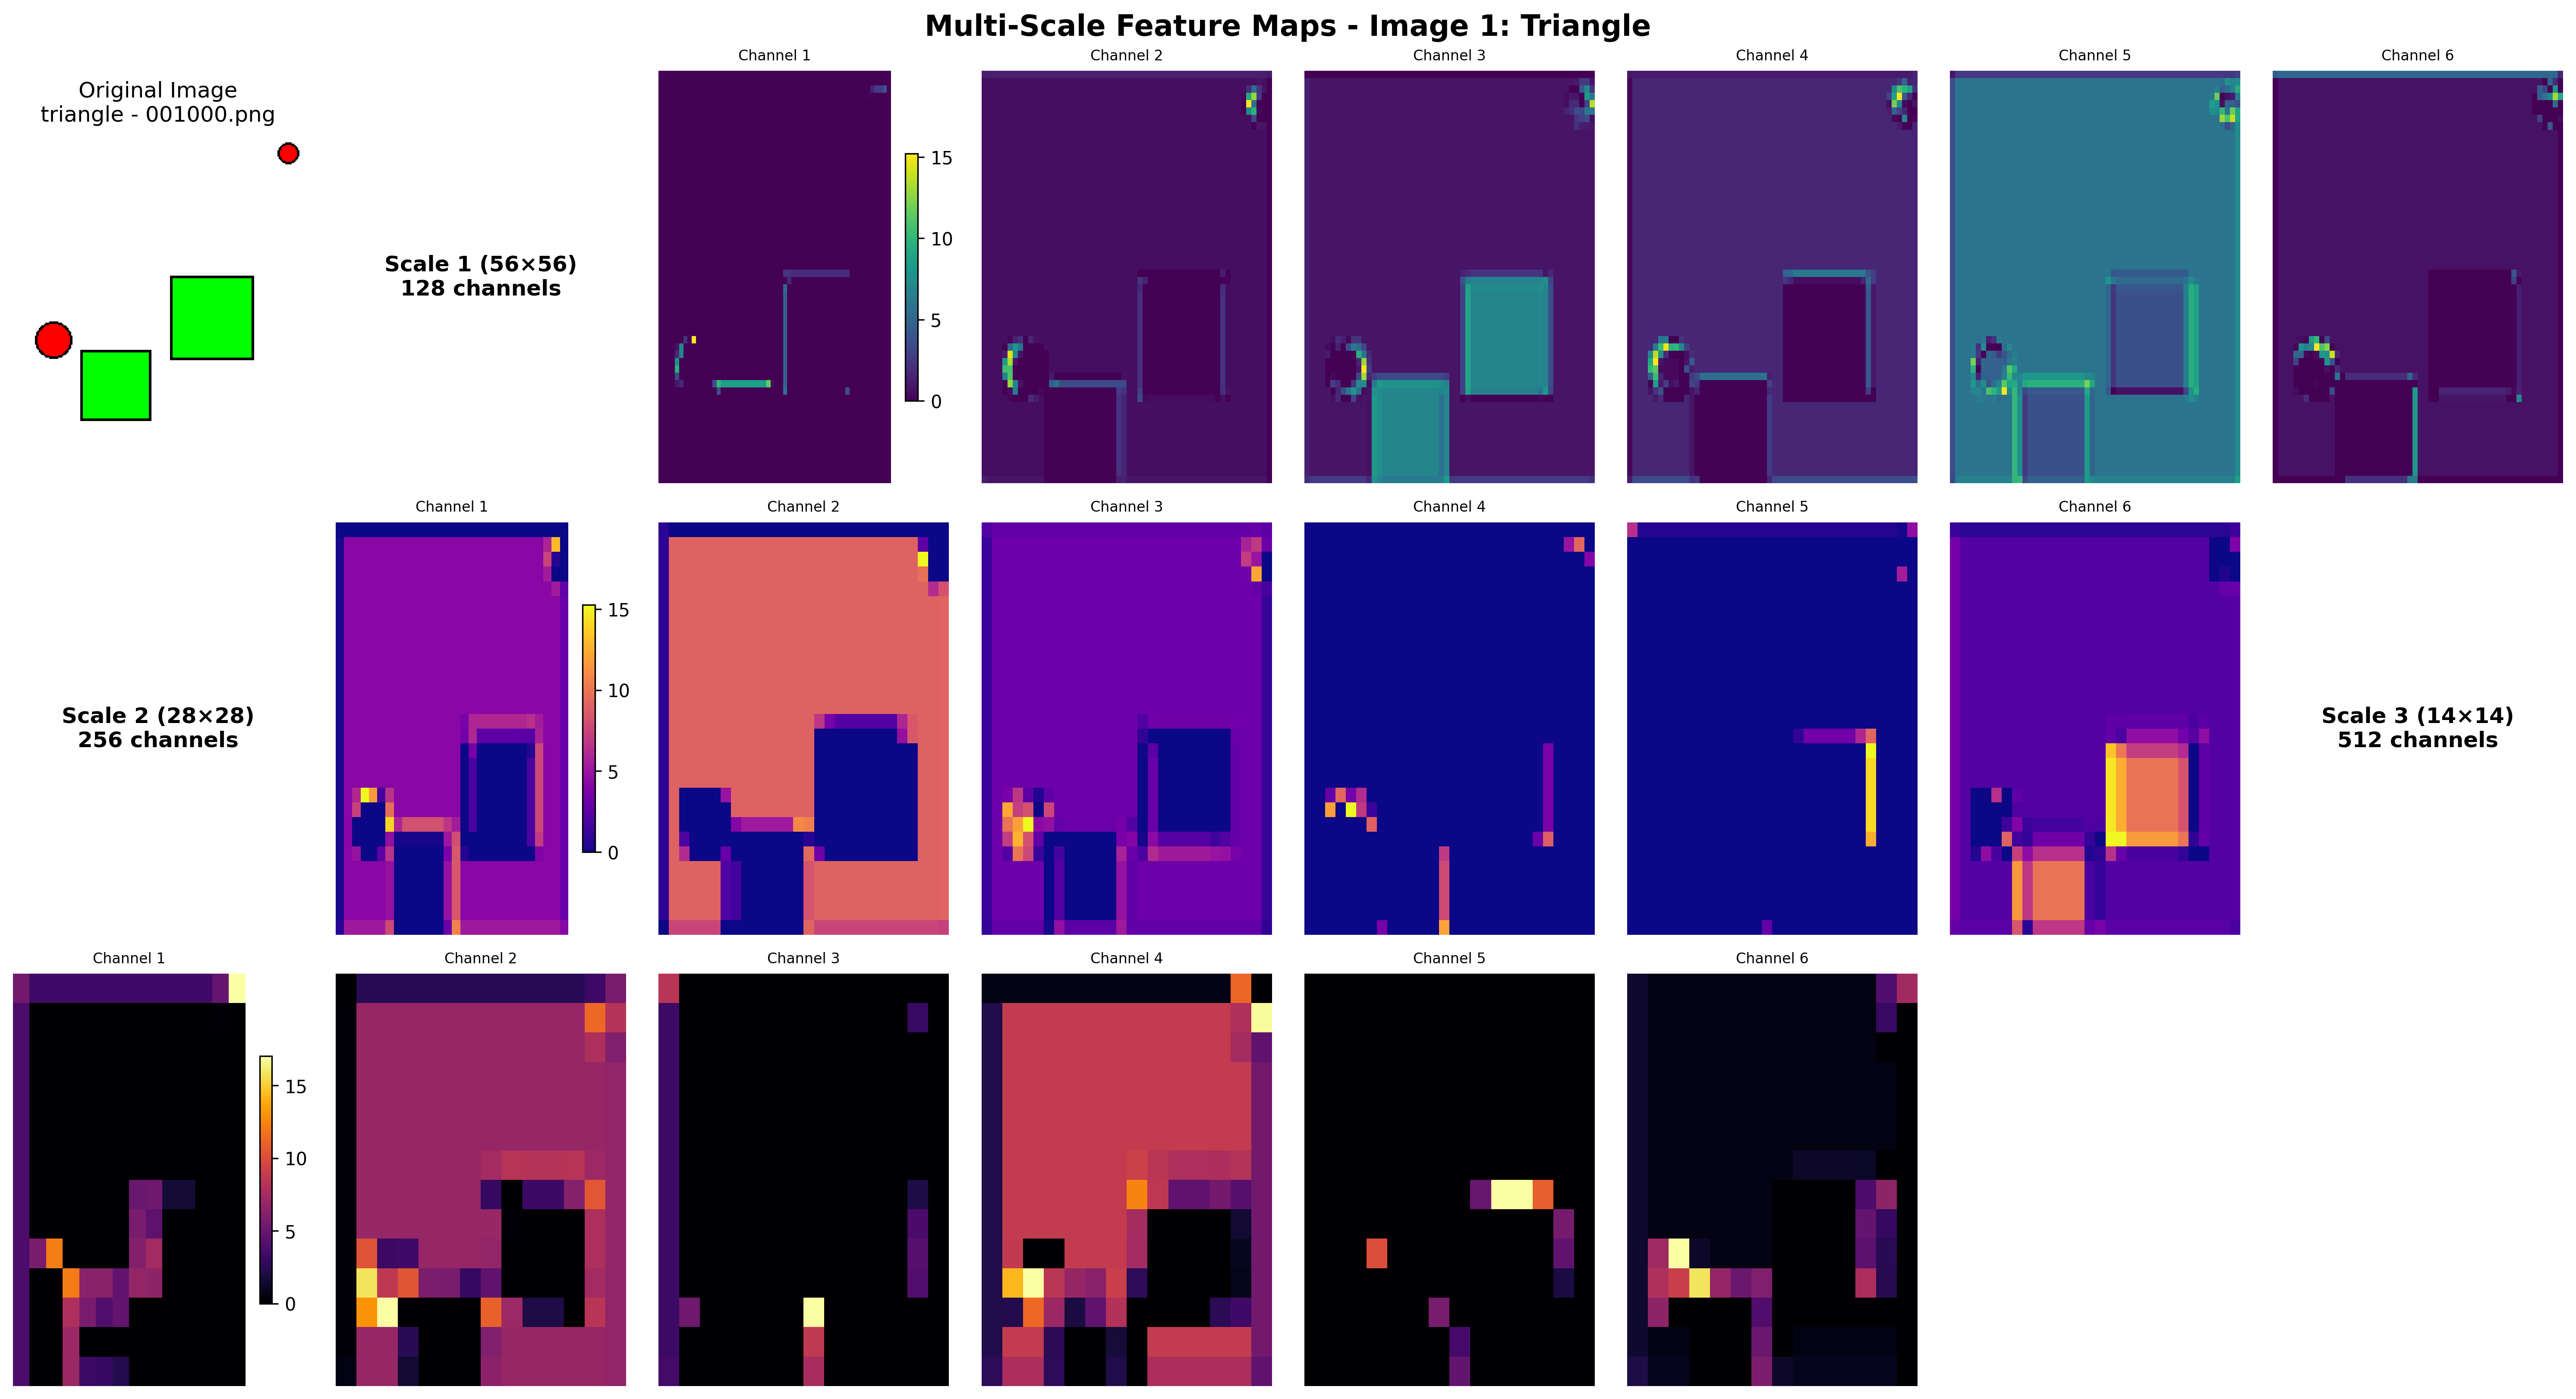 Multi-Scale Feature Maps - Image 1: Triangle
Original Image
triangle - 001000.png
Scale 1 (56×56)
128 channels
Channel 1
15
10
5
0
Channel 2
Channel 3
Channel 4
Channel 5
Channel 6
Scale 2 (28×28)
256 channels
Channel 1
15
10
5
0
Channel 2
Channel 3
Channel 4
Channel 5
Channel 6
Scale 3 (14×14)
512 channels
Channel 1
15
10
5
0
Channel 2
Channel 3
Channel 4
Channel 5
Channel 6